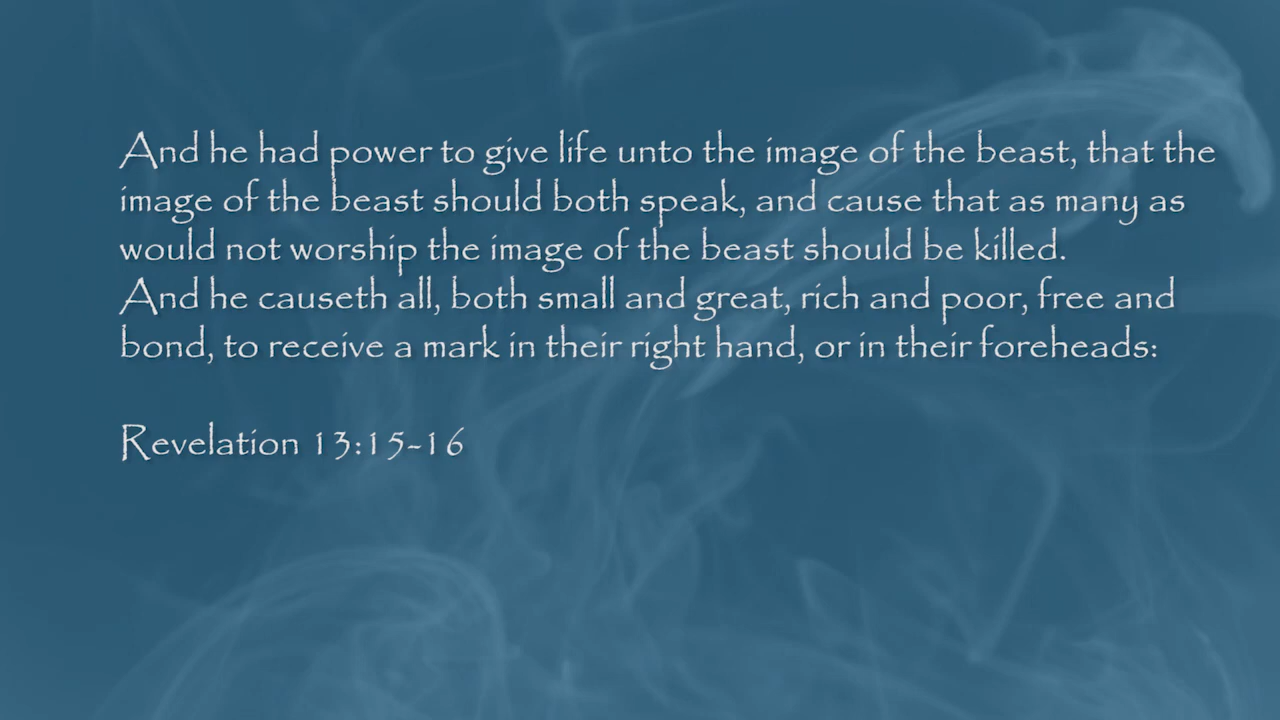 And he had power to give life unto the image of the beast, that the
image of the beast should both speak, and cause that as many as
would not worship the image of the beast should be killed.
And he causeth all, both small and great, rich and poor, free and
bond, to receive a mark in their right hand, or in their foreheads:
Revelation 13:15-16